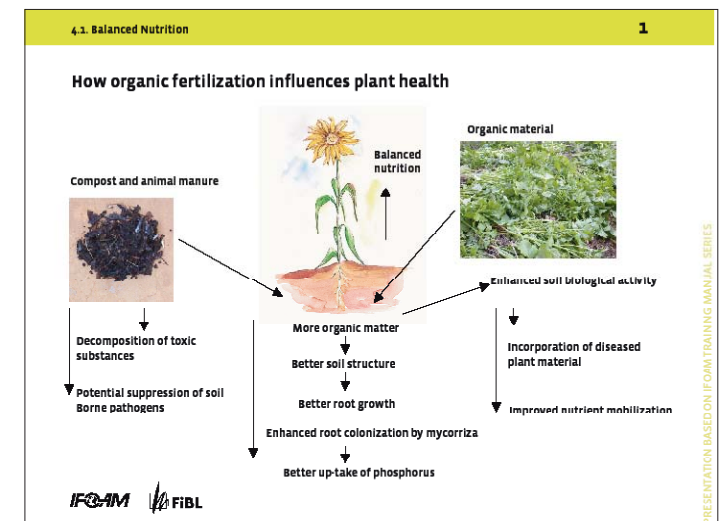 4.1. Balanced Nutrition
1
How organic fertilization influences plant health
Organic material
Balanced
nutrition
Compost and animal manure
Enhanced soil biological activity
More organic matter
Decomposition of toxic
substances
Incorporation of diseased
plant material
Better soil structure
Potential suppression of soil
Borne pathogens
Better root growth
Improved nutrient mobilization
Enhanced root colonization by mycorriza
Better up-take of phosphorus
IFOAM
FiBL
PRESENTATION BASED ON IFOAM TRAINING MANUAL SERIES